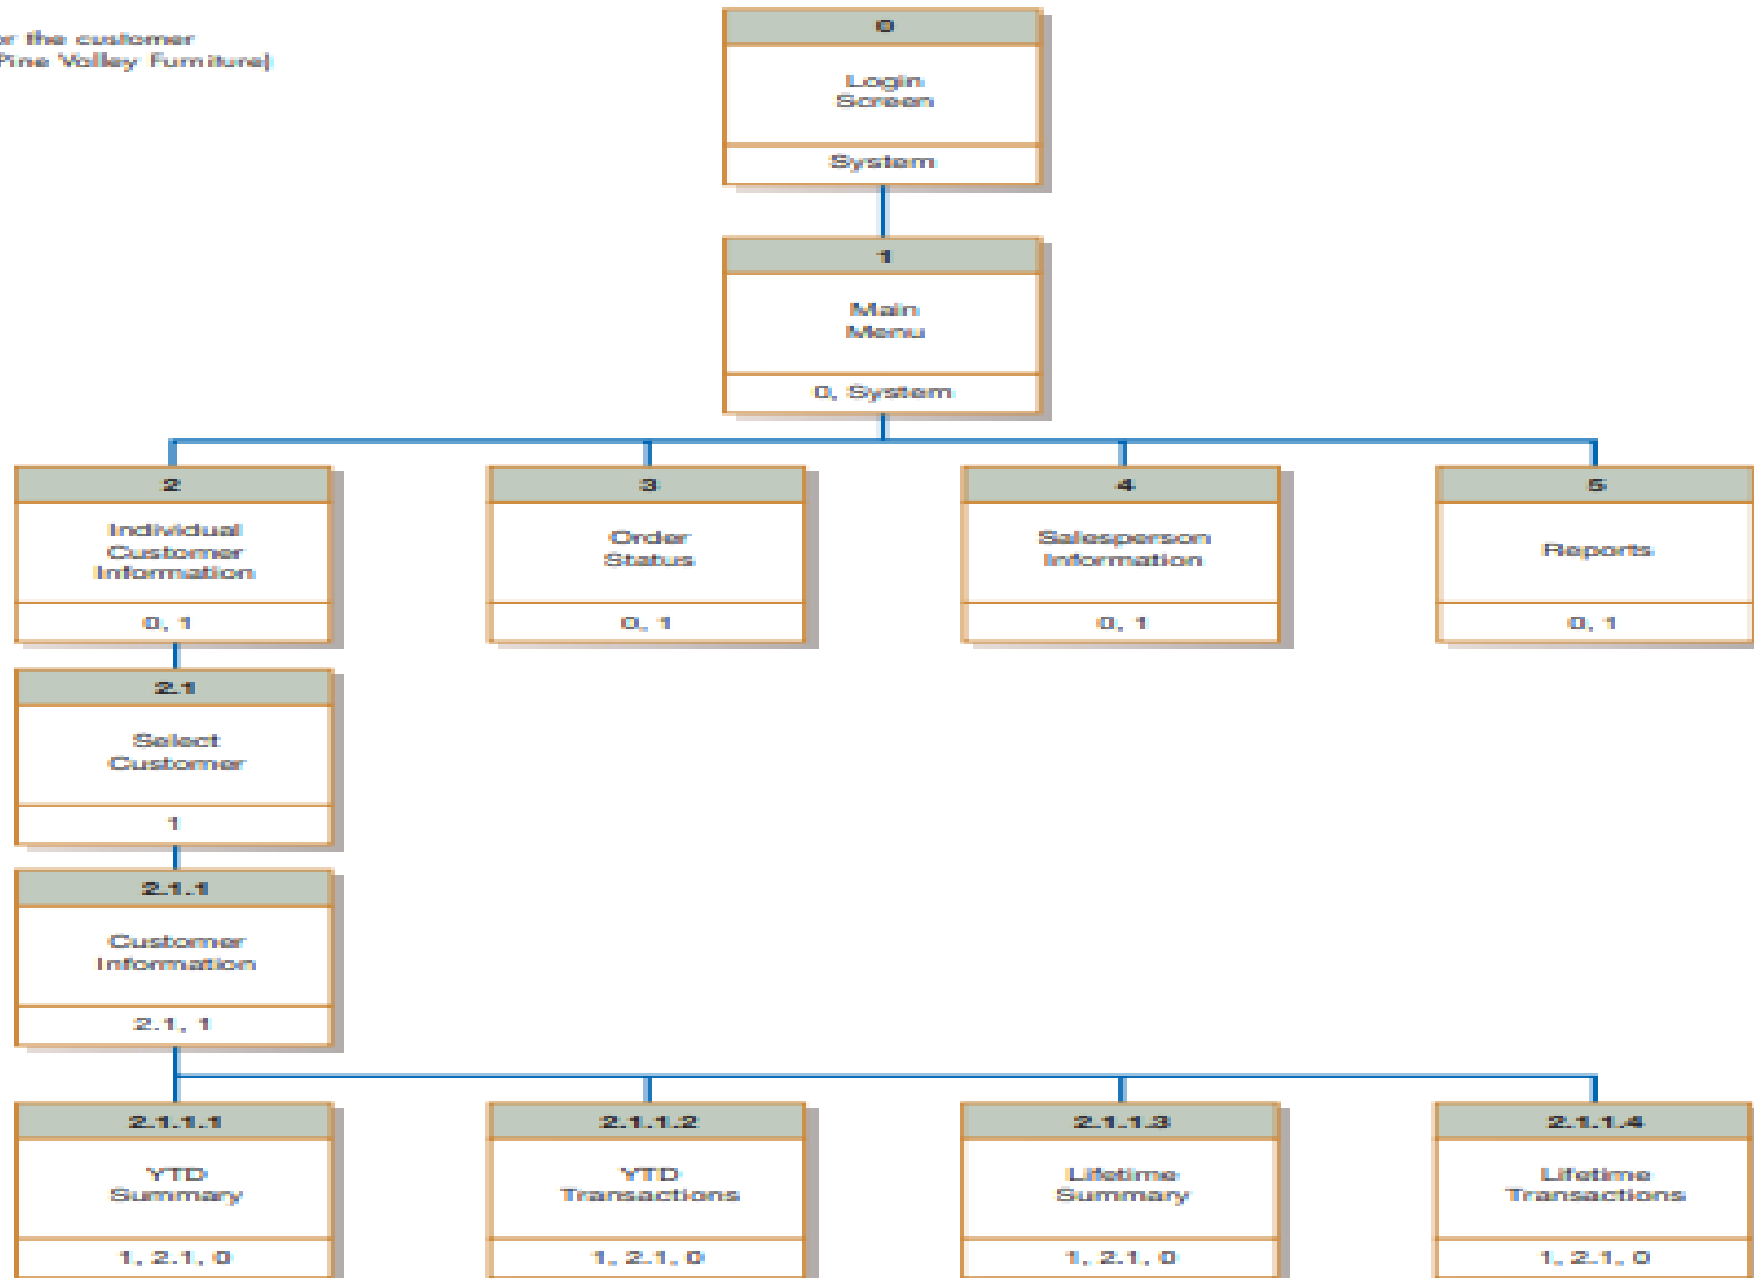 or the customer
Pine Valley Furniture)
0
Login
Screen
System
1
Main
Menu
0, System
2
Individual
Customer
Information
0, 1
3
Order
Status
0, 1
4
Salesperson
Information
0, 1
5
Reports
0, 1
2.1
Select
Customer
1
2.1.1
Customer
Information
2.1, 1
2.1.1.1
YTD
Summary
1, 2.1, 0
2.1.1.2
YTD
Transactions
1, 2.1, 0
2.1.1.3
Lifetime
Summary
1, 2.1, 0
2.1.1.4
Lifetime
Transactions
1, 2.1, 0